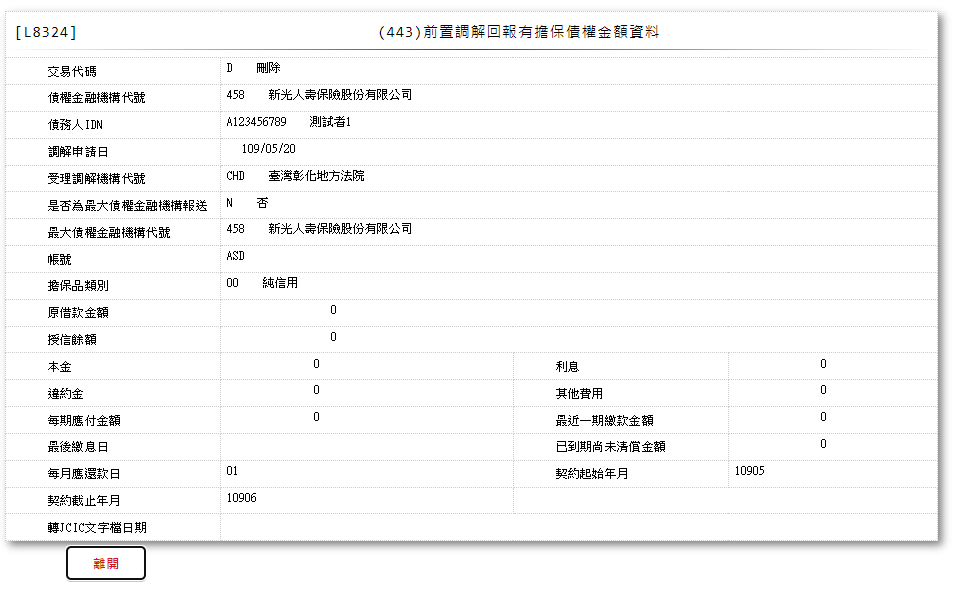 [L8324] (443)前置調解回報有擔保債權金額資料
交易代碼 D 刪除
債權金融機構代號 458 新光人壽保險股份有限公司
債務人IDN A123456789 測試者1
調解申請日 109/05/20
受理調解機構代號 CHD 臺灣彰化地方法院
是否為最大債權金融機構報送 N 否
最大債權金融機構代號 458 新光人壽保險股份有限公司
帳號 ASD
擔保品類別 00 純信用
原借款金額 0
授信餘額 0
本金 0 利息 0
違約金 0 其他費用 0
每期應付金額 0 最近一期繳款金額 0
最後繳息日 已到期尚未清償金額 0
每月應還款日 01 契約起始年月 10905
契約截止年月 10906
轉JCIC文字檔日期
離開